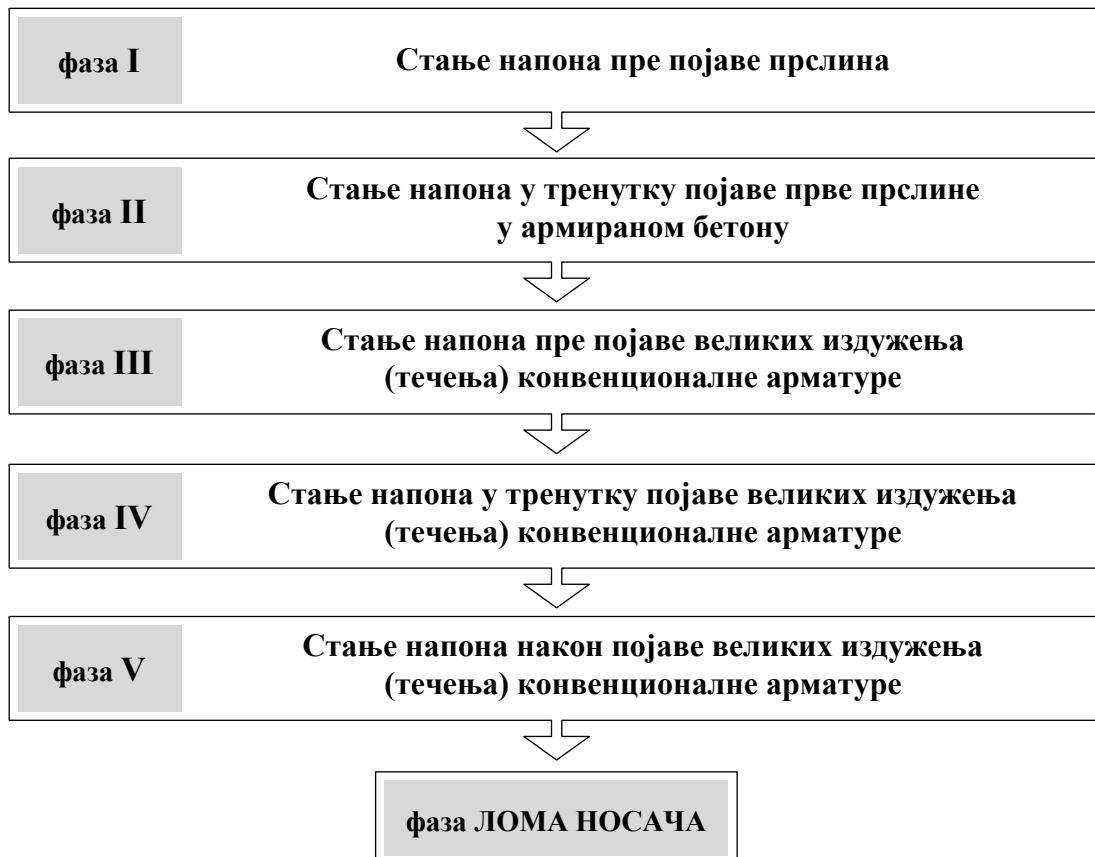 фаза I
Стање напона пре појаве прслина
фаза II
Стање напона у тренутку појаве прве прслине
у армираном бетону
фаза III
Стање напона пре појаве великих издужења
(течења) конвенционалне арматуре
фаза IV
Стање напона у тренутку појаве великих издужења
(течења) конвенционалне арматуре
фаза V
Стање напона након појаве великих издужења
(течења) конвенционалне арматуре
фаза ЛОМА НОСАЧА